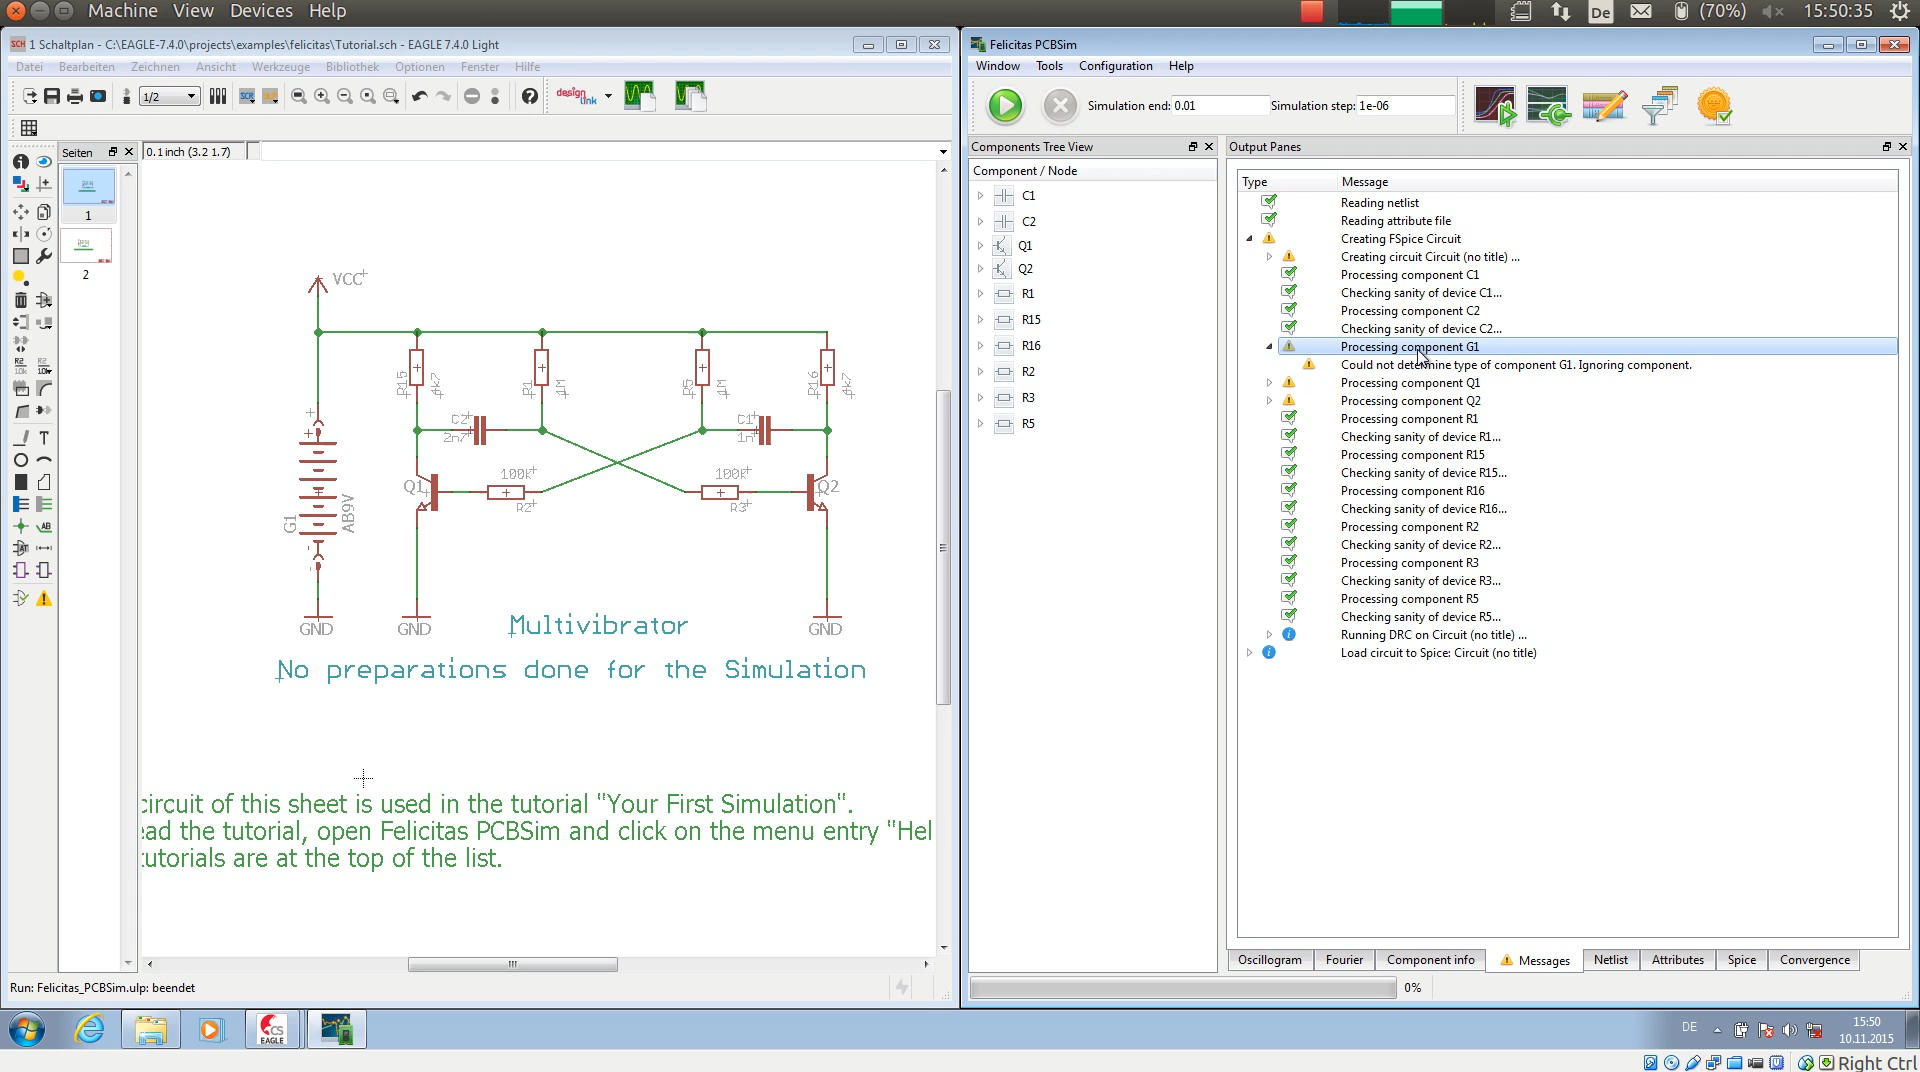 Machine View Devices Help
De (70%) 15:50:35
1 Schaltplan - C:\EAGLE-7.4.0\projects\examples\felicitas\Tutorial.sch - EAGLE 7.4.0 Light
Datei Bearbeiten Zeichnen Ansicht Werkzeuge Bibliothek Optionen Fenster Hilfe
1/2
design link
Seiten
0.1 inch (3.2 1.7)
1
2
VCC
R15 4k7
R1 1M
R5 1M
R16 4k7
C2 2n7
C1 1n
Q1 100k R2
100k R3 Q2
G1 AB9V
GND GND GND
Multivibrator
No preparations done for the Simulation
circuit of this sheet is used in the tutorial "Your First Simulation".
ead the tutorial, open Felicitas PCBSim and click on the menu entry "Hel
tutorials are at the top of the list.
Run: Felicitas_PCBSim.ulp: beendet
Felicitas PCBSim
Window Tools Configuration Help
Simulation end: 0.01 Simulation step: 1e-06
Components Tree View
Component / Node
C1
C2
Q1
Q2
R1
R15
R16
R2
R3
R5
Output Panes
Type Message
Reading netlist
Reading attribute file
Creating FSpice Circuit
Creating circuit Circuit (no title) ...
Processing component C1
Checking sanity of device C1...
Processing component C2
Checking sanity of device C2...
Processing component G1
Could not determine type of component G1. Ignoring component.
Processing component Q1
Processing component Q2
Processing component R1
Checking sanity of device R1...
Processing component R15
Checking sanity of device R15...
Processing component R16
Checking sanity of device R16...
Processing component R2
Checking sanity of device R2...
Processing component R3
Checking sanity of device R3...
Processing component R5
Checking sanity of device R5...
Running DRC on Circuit (no title) ...
Load circuit to Spice: Circuit (no title)
Oscillogram Fourier Component info Messages Netlist Attributes Spice Convergence
0%
CS EAGLE
DE 15:50
10.11.2015
Right Ctrl